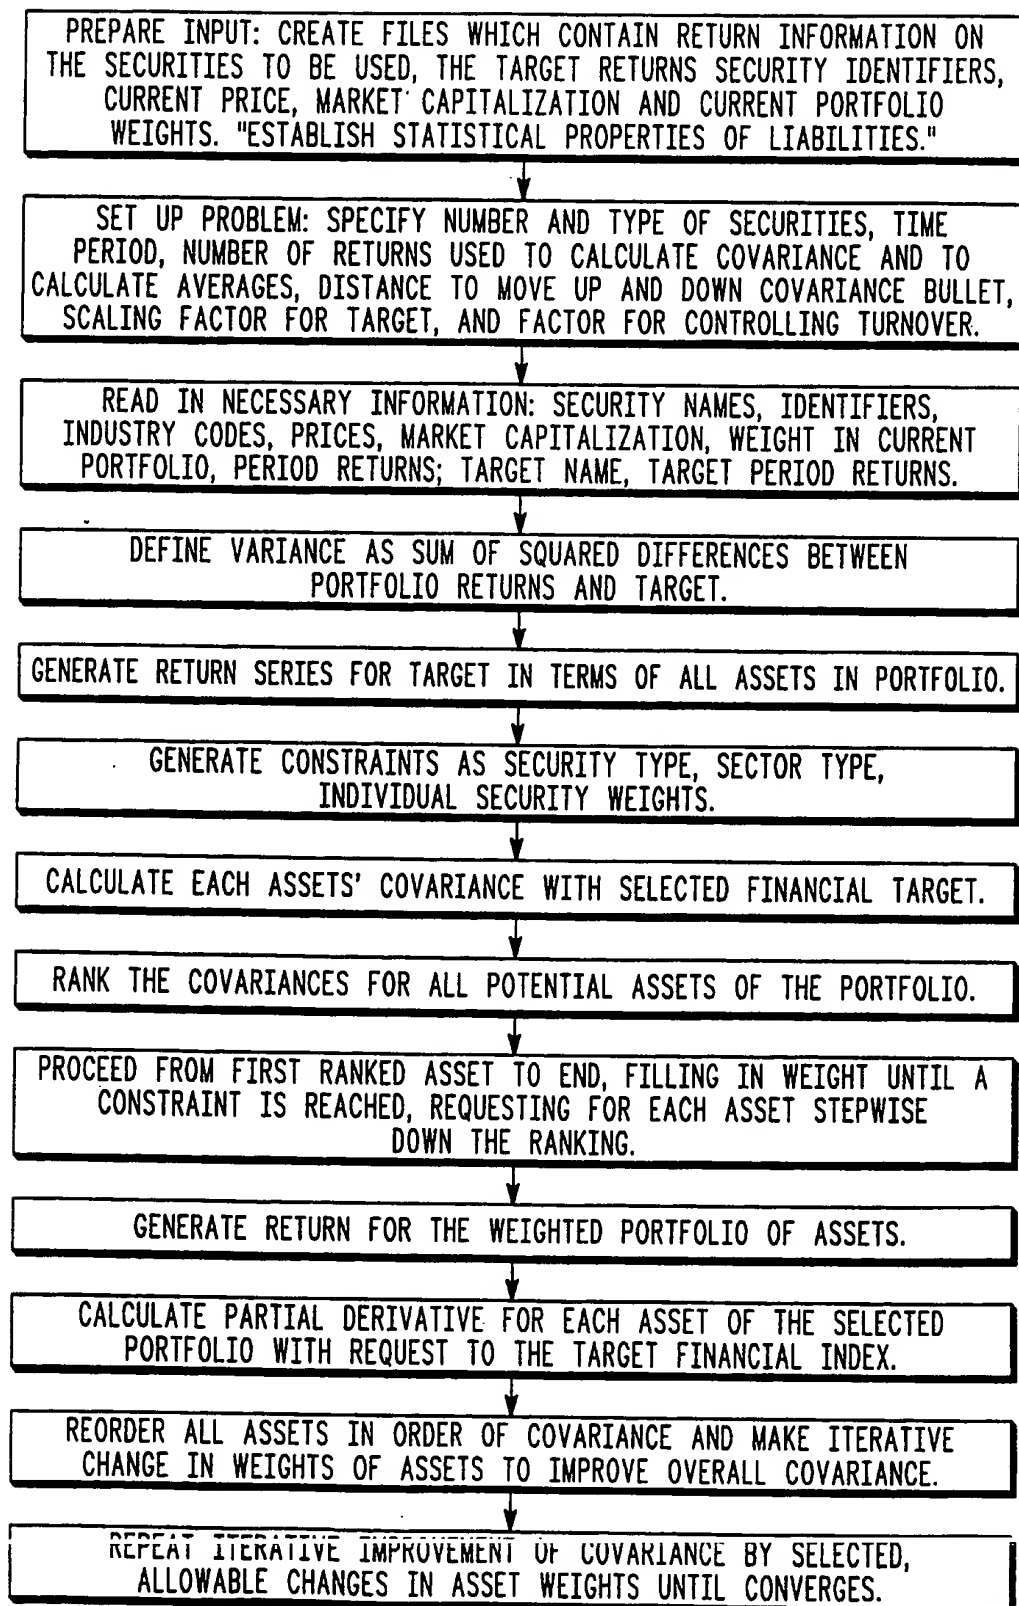 PREPARE INPUT: CREATE FILES WHICH CONTAIN RETURN INFORMATION ON
THE SECURITIES TO BE USED, THE TARGET RETURNS SECURITY IDENTIFIERS,
CURRENT PRICE, MARKET CAPITALIZATION AND CURRENT PORTFOLIO
WEIGHTS. "ESTABLISH STATISTICAL PROPERTIES OF LIABILITIES."
SET UP PROBLEM: SPECIFY NUMBER AND TYPE OF SECURITIES, TIME
PERIOD, NUMBER OF RETURNS USED TO CALCULATE COVARIANCE AND TO
CALCULATE AVERAGES, DISTANCE TO MOVE UP AND DOWN COVARIANCE BULLET,
SCALING FACTOR FOR TARGET, AND FACTOR FOR CONTROLLING TURNOVER.
READ IN NECESSARY INFORMATION: SECURITY NAMES, IDENTIFIERS,
INDUSTRY CODES, PRICES, MARKET CAPITALIZATION, WEIGHT IN CURRENT
PORTFOLIO, PERIOD RETURNS; TARGET NAME, TARGET PERIOD RETURNS.
DEFINE VARIANCE AS SUM OF SQUARED DIFFERENCES BETWEEN
PORTFOLIO RETURNS AND TARGET.
GENERATE RETURN SERIES FOR TARGET IN TERMS OF ALL ASSETS IN PORTFOLIO.
GENERATE CONSTRAINTS AS SECURITY TYPE, SECTOR TYPE,
INDIVIDUAL SECURITY WEIGHTS.
CALCULATE EACH ASSETS' COVARIANCE WITH SELECTED FINANCIAL TARGET.
RANK THE COVARIANCES FOR ALL POTENTIAL ASSETS OF THE PORTFOLIO.
PROCEED FROM FIRST RANKED ASSET TO END, FILLING IN WEIGHT UNTIL A
CONSTRAINT IS REACHED, REQUESTING FOR EACH ASSET STEPWISE
DOWN THE RANKING.
GENERATE RETURN FOR THE WEIGHTED PORTFOLIO OF ASSETS.
CALCULATE PARTIAL DERIVATIVE FOR EACH ASSET OF THE SELECTED
PORTFOLIO WITH REQUEST TO THE TARGET FINANCIAL INDEX.
REORDER ALL ASSETS IN ORDER OF COVARIANCE AND MAKE ITERATIVE
CHANGE IN WEIGHTS OF ASSETS TO IMPROVE OVERALL COVARIANCE.
REPEAT ITERATIVE IMPROVEMENT OF COVARIANCE BY SELECTED,
ALLOWABLE CHANGES IN ASSET WEIGHTS UNTIL CONVERGES.